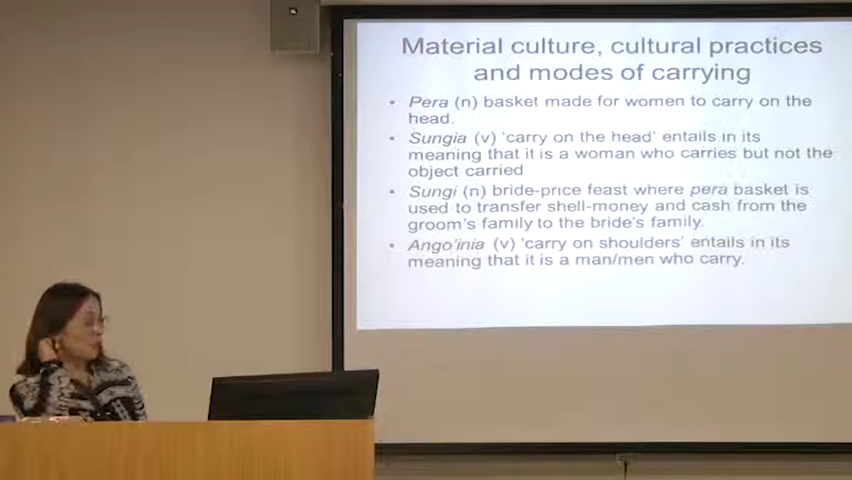 Material culture, cultural practices
and modes of carrying
• Pera (n) basket made for women to carry on the
head.
• Sungia (v) 'carry on the head' entails in its
meaning that it is a woman who carries but not the
object carried
• Sungi (n) bride-price feast where pera basket is
used to transfer shell-money and cash from the
groom's family to the bride's family.
• Ango'inia (v) 'carry on shoulders' entails in its
meaning that it is a man/men who carry.